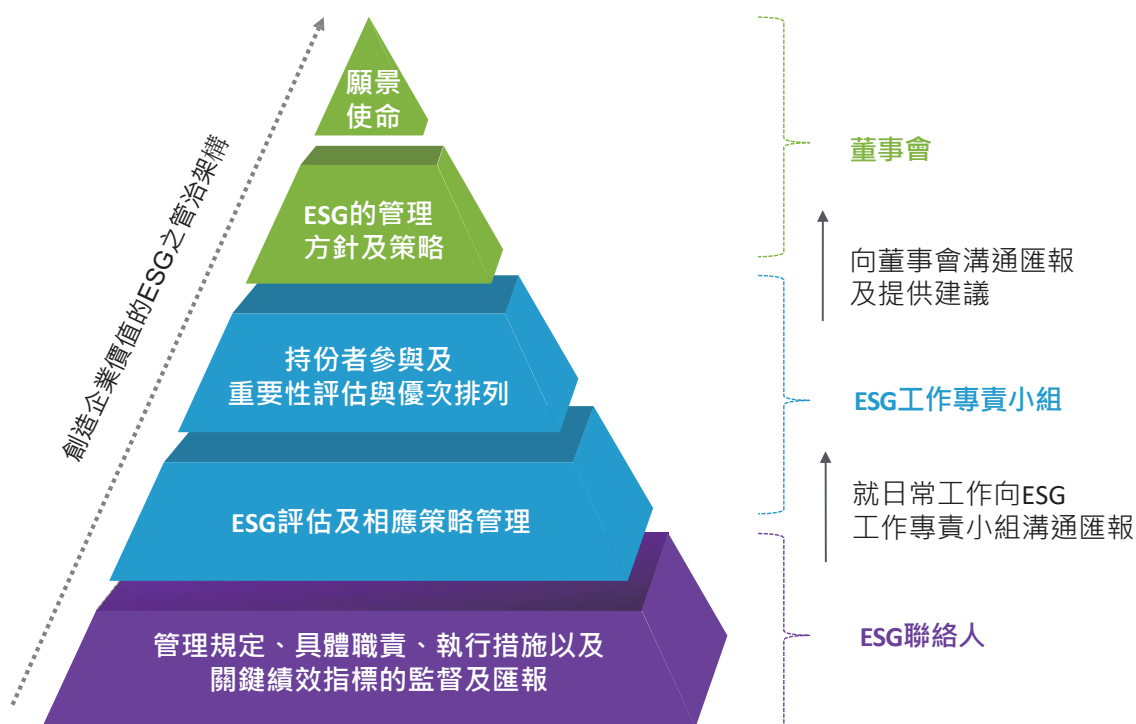 願景
使命
ESG的管理
方針及策略
持份者參與及
重要性評估與優次排列
ESG評估及相應策略管理
管理規定、具體職責、執行措施以及
關鍵績效指標的監督及匯報
創造企業價值的ESG之管治架構
董事會
向董事會溝通匯報
及提供建議
ESG工作專責小組
就日常工作向ESG
工作專責小組溝通匯報
ESG聯絡人